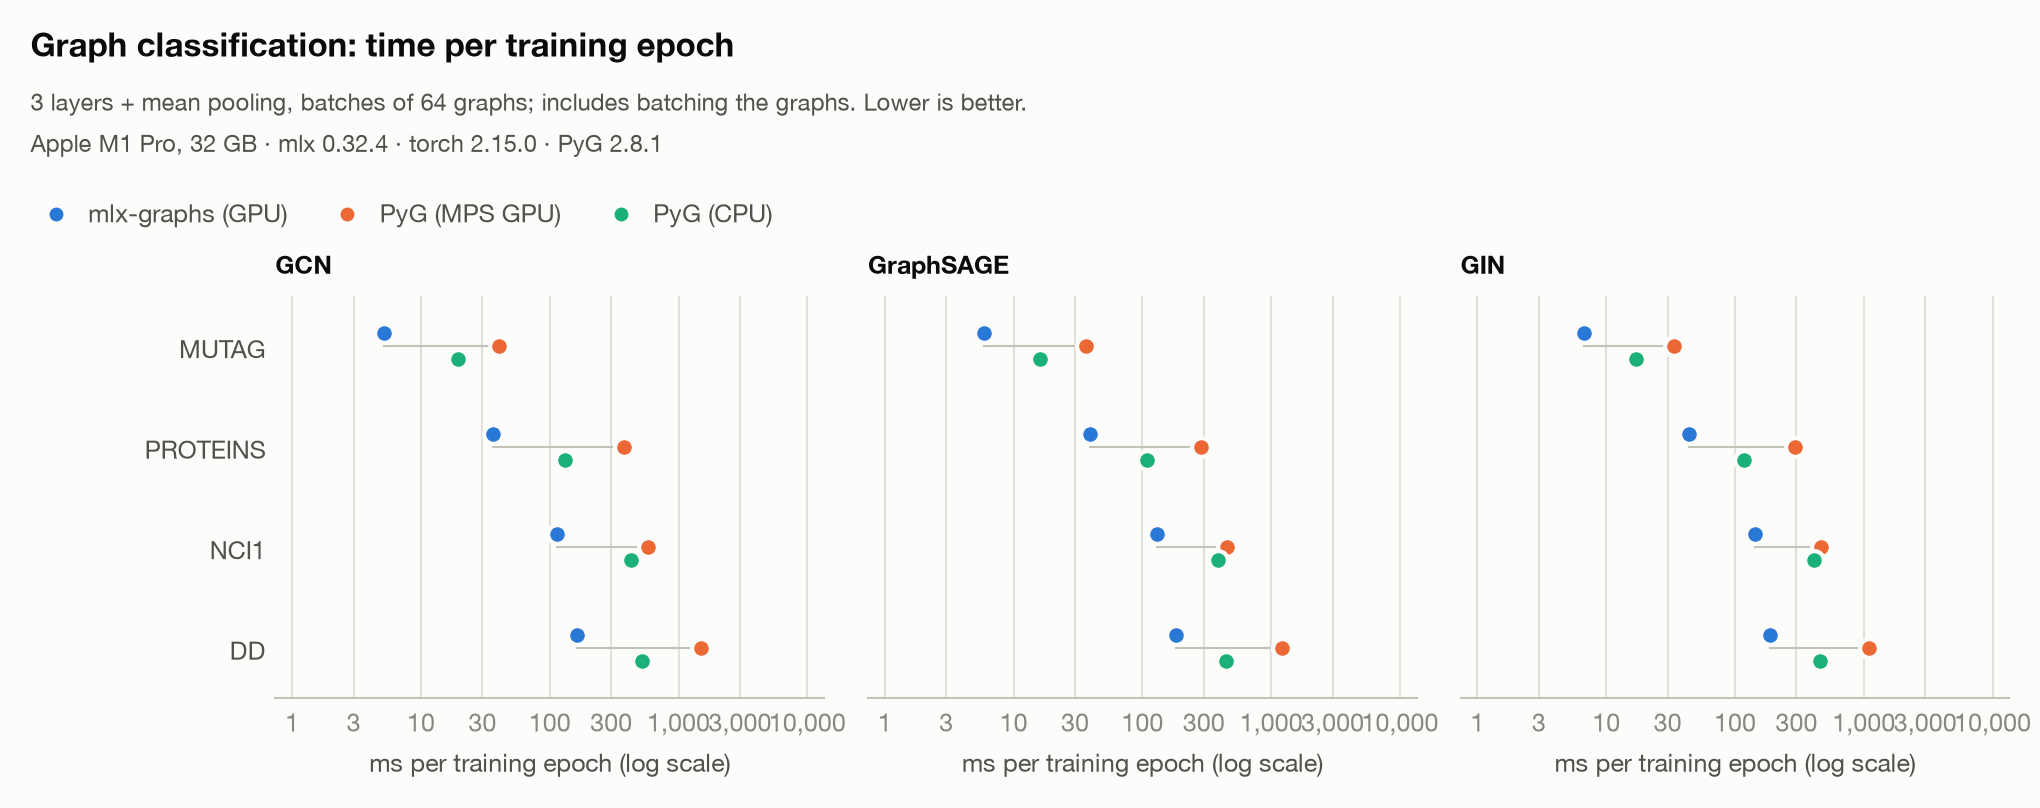 Graph classification: time per training epoch
3 layers + mean pooling, batches of 64 graphs; includes batching the graphs. Lower is better.
Apple M1 Pro, 32 GB · mlx 0.32.4 · torch 2.15.0 · PyG 2.8.1
mlx-graphs (GPU) PyG (MPS GPU) PyG (CPU)
GCN GraphSAGE GIN
MUTAG
PROTEINS
NCI1
DD
1 3 10 30 100 300 1,000 3,000 10,000 1 3 10 30 100 300 1,000 3,000 10,000 1 3 10 30 100 300 1,000 3,000 10,000
ms per training epoch (log scale) ms per training epoch (log scale) ms per training epoch (log scale)